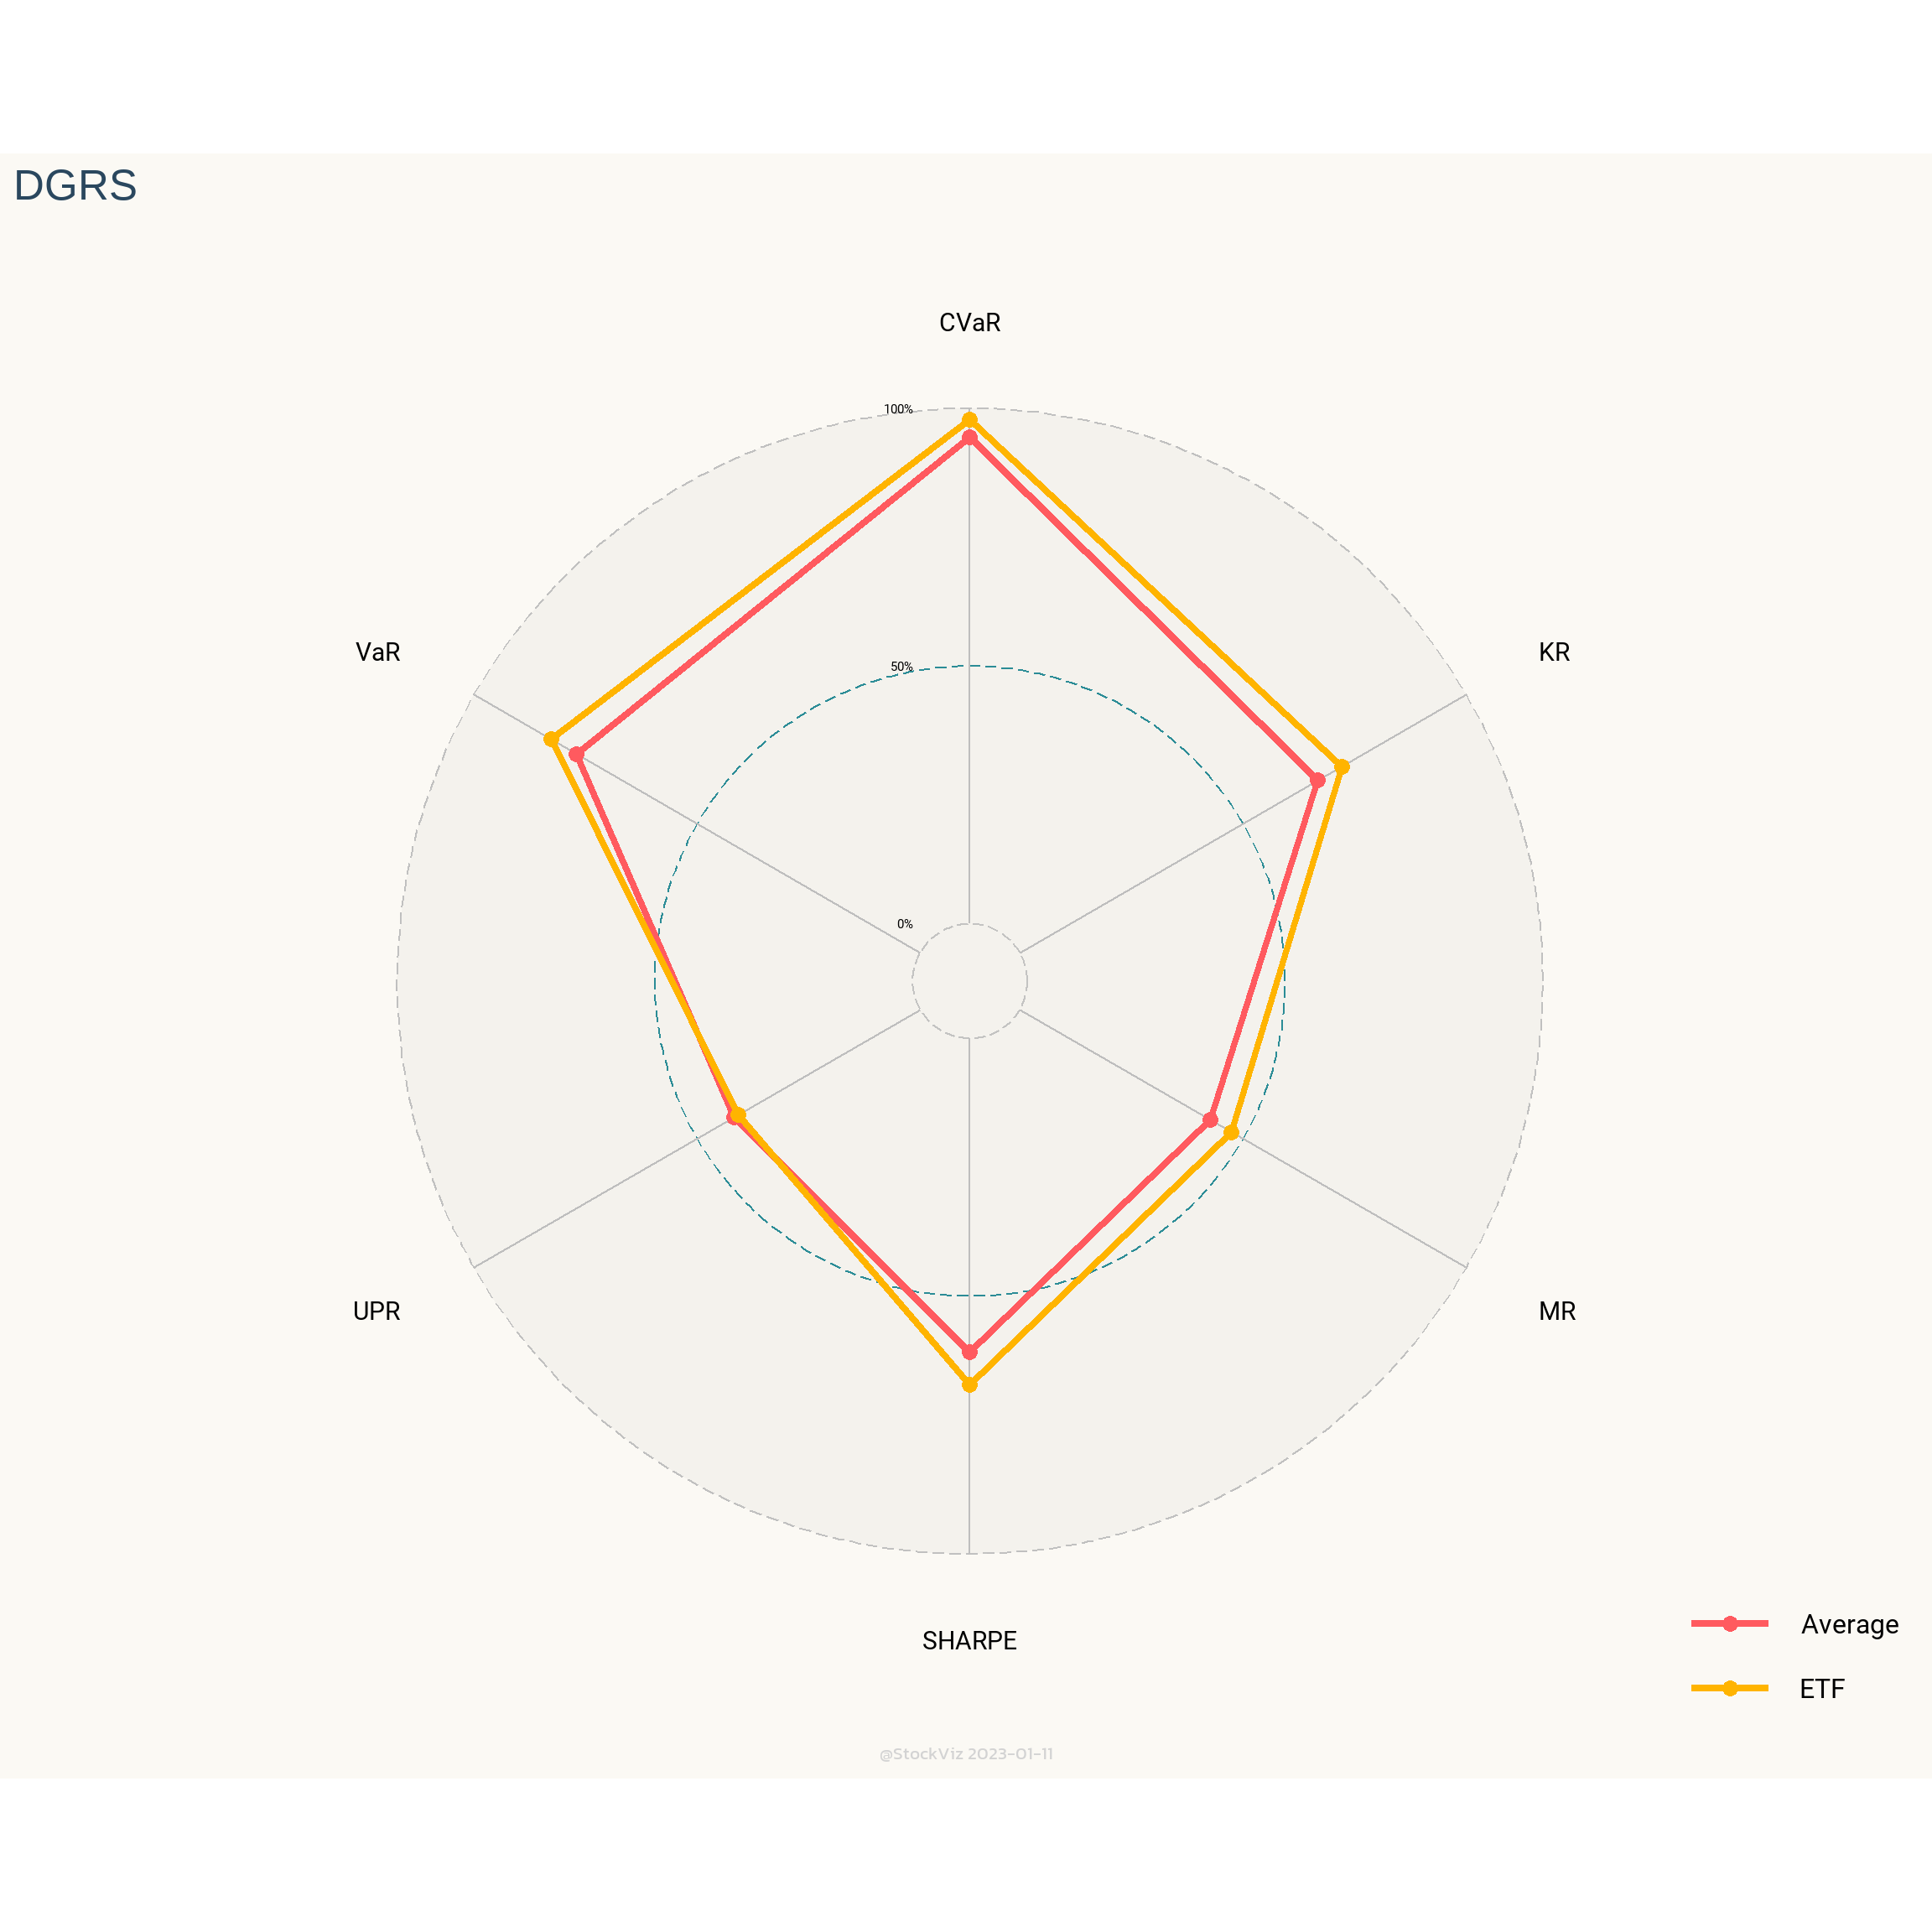 DGRS
CVaR
100%
VaR
KR
50%
0%
UPR
MR
SHARPE
Average
ETF
@StockViz 2023-01-11